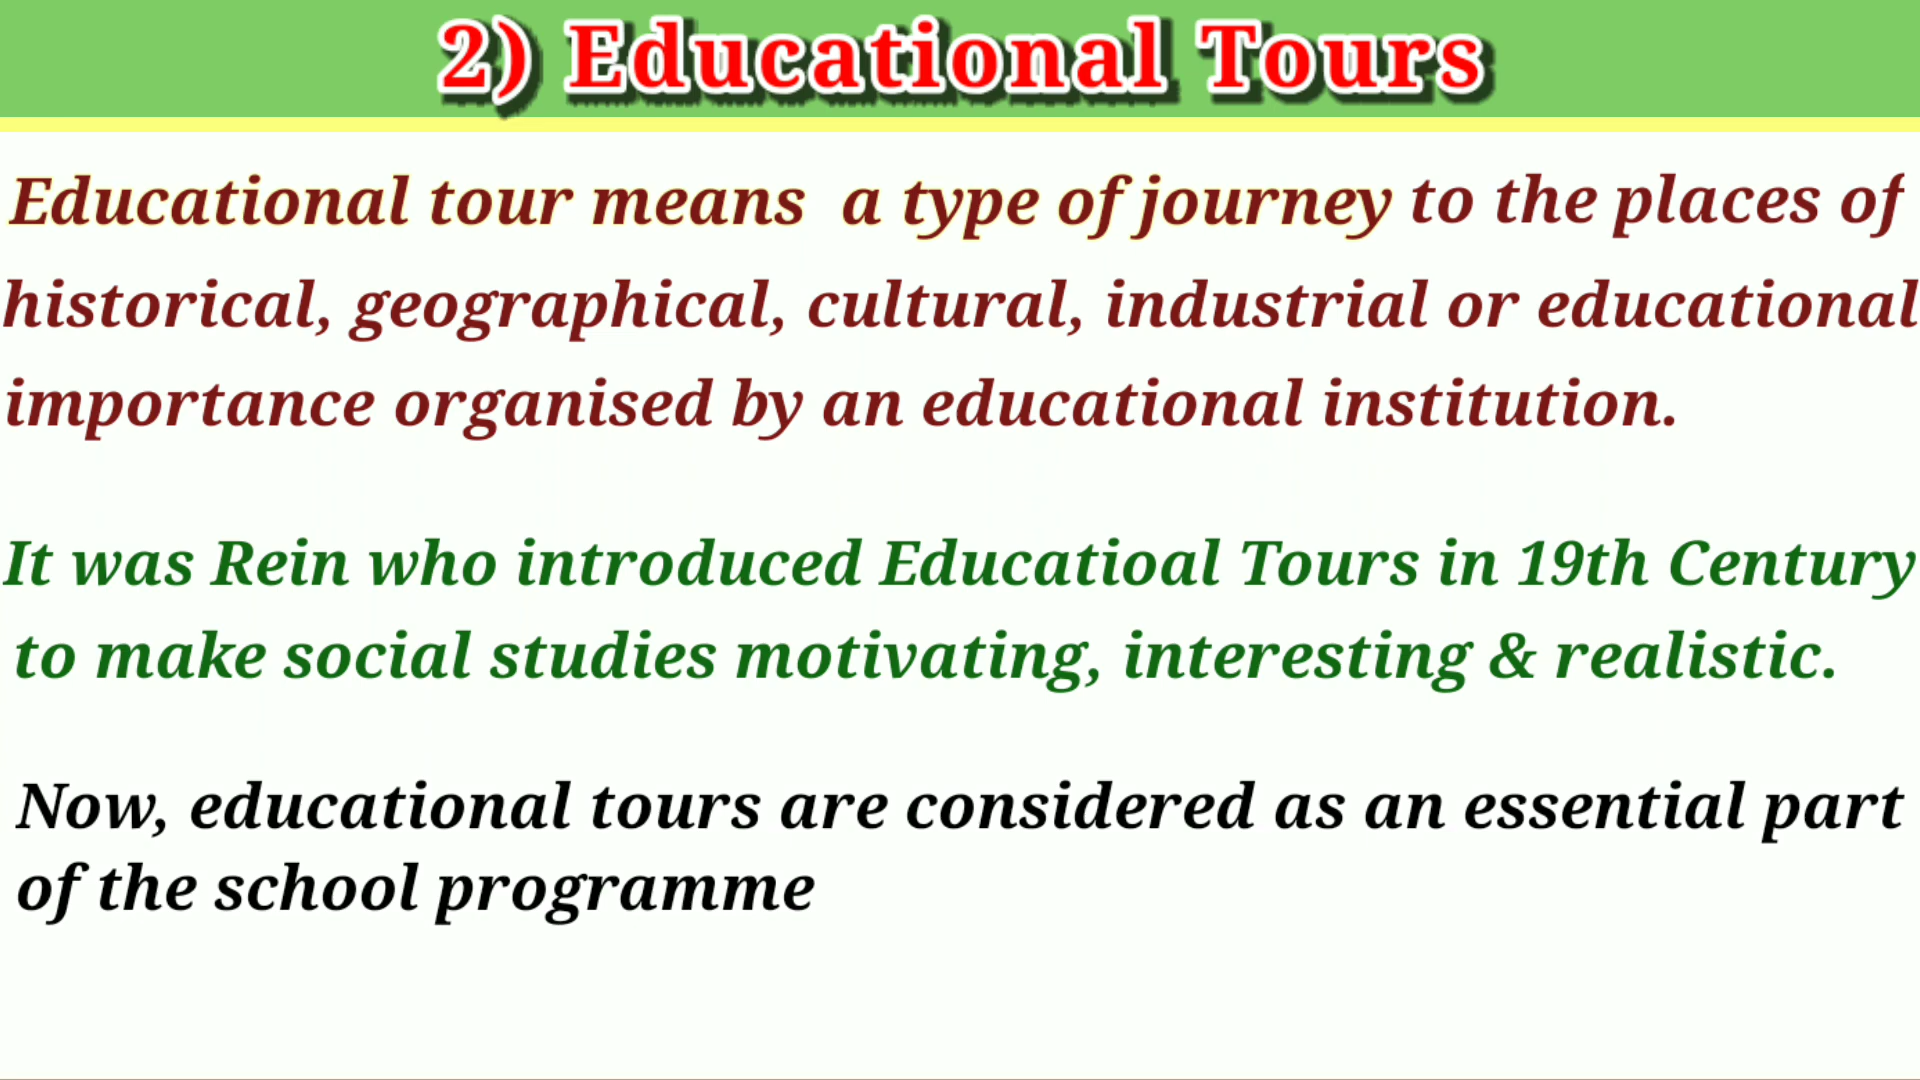 2) Educational Tours
Educational tour means a type of journey to the places of
historical, geographical, cultural, industrial or educational
importance organised by an educational institution.
It was Rein who introduced Educatioal Tours in 19th Century
to make social studies motivating, interesting & realistic.
Now, educational tours are considered as an essential part
of the school programme